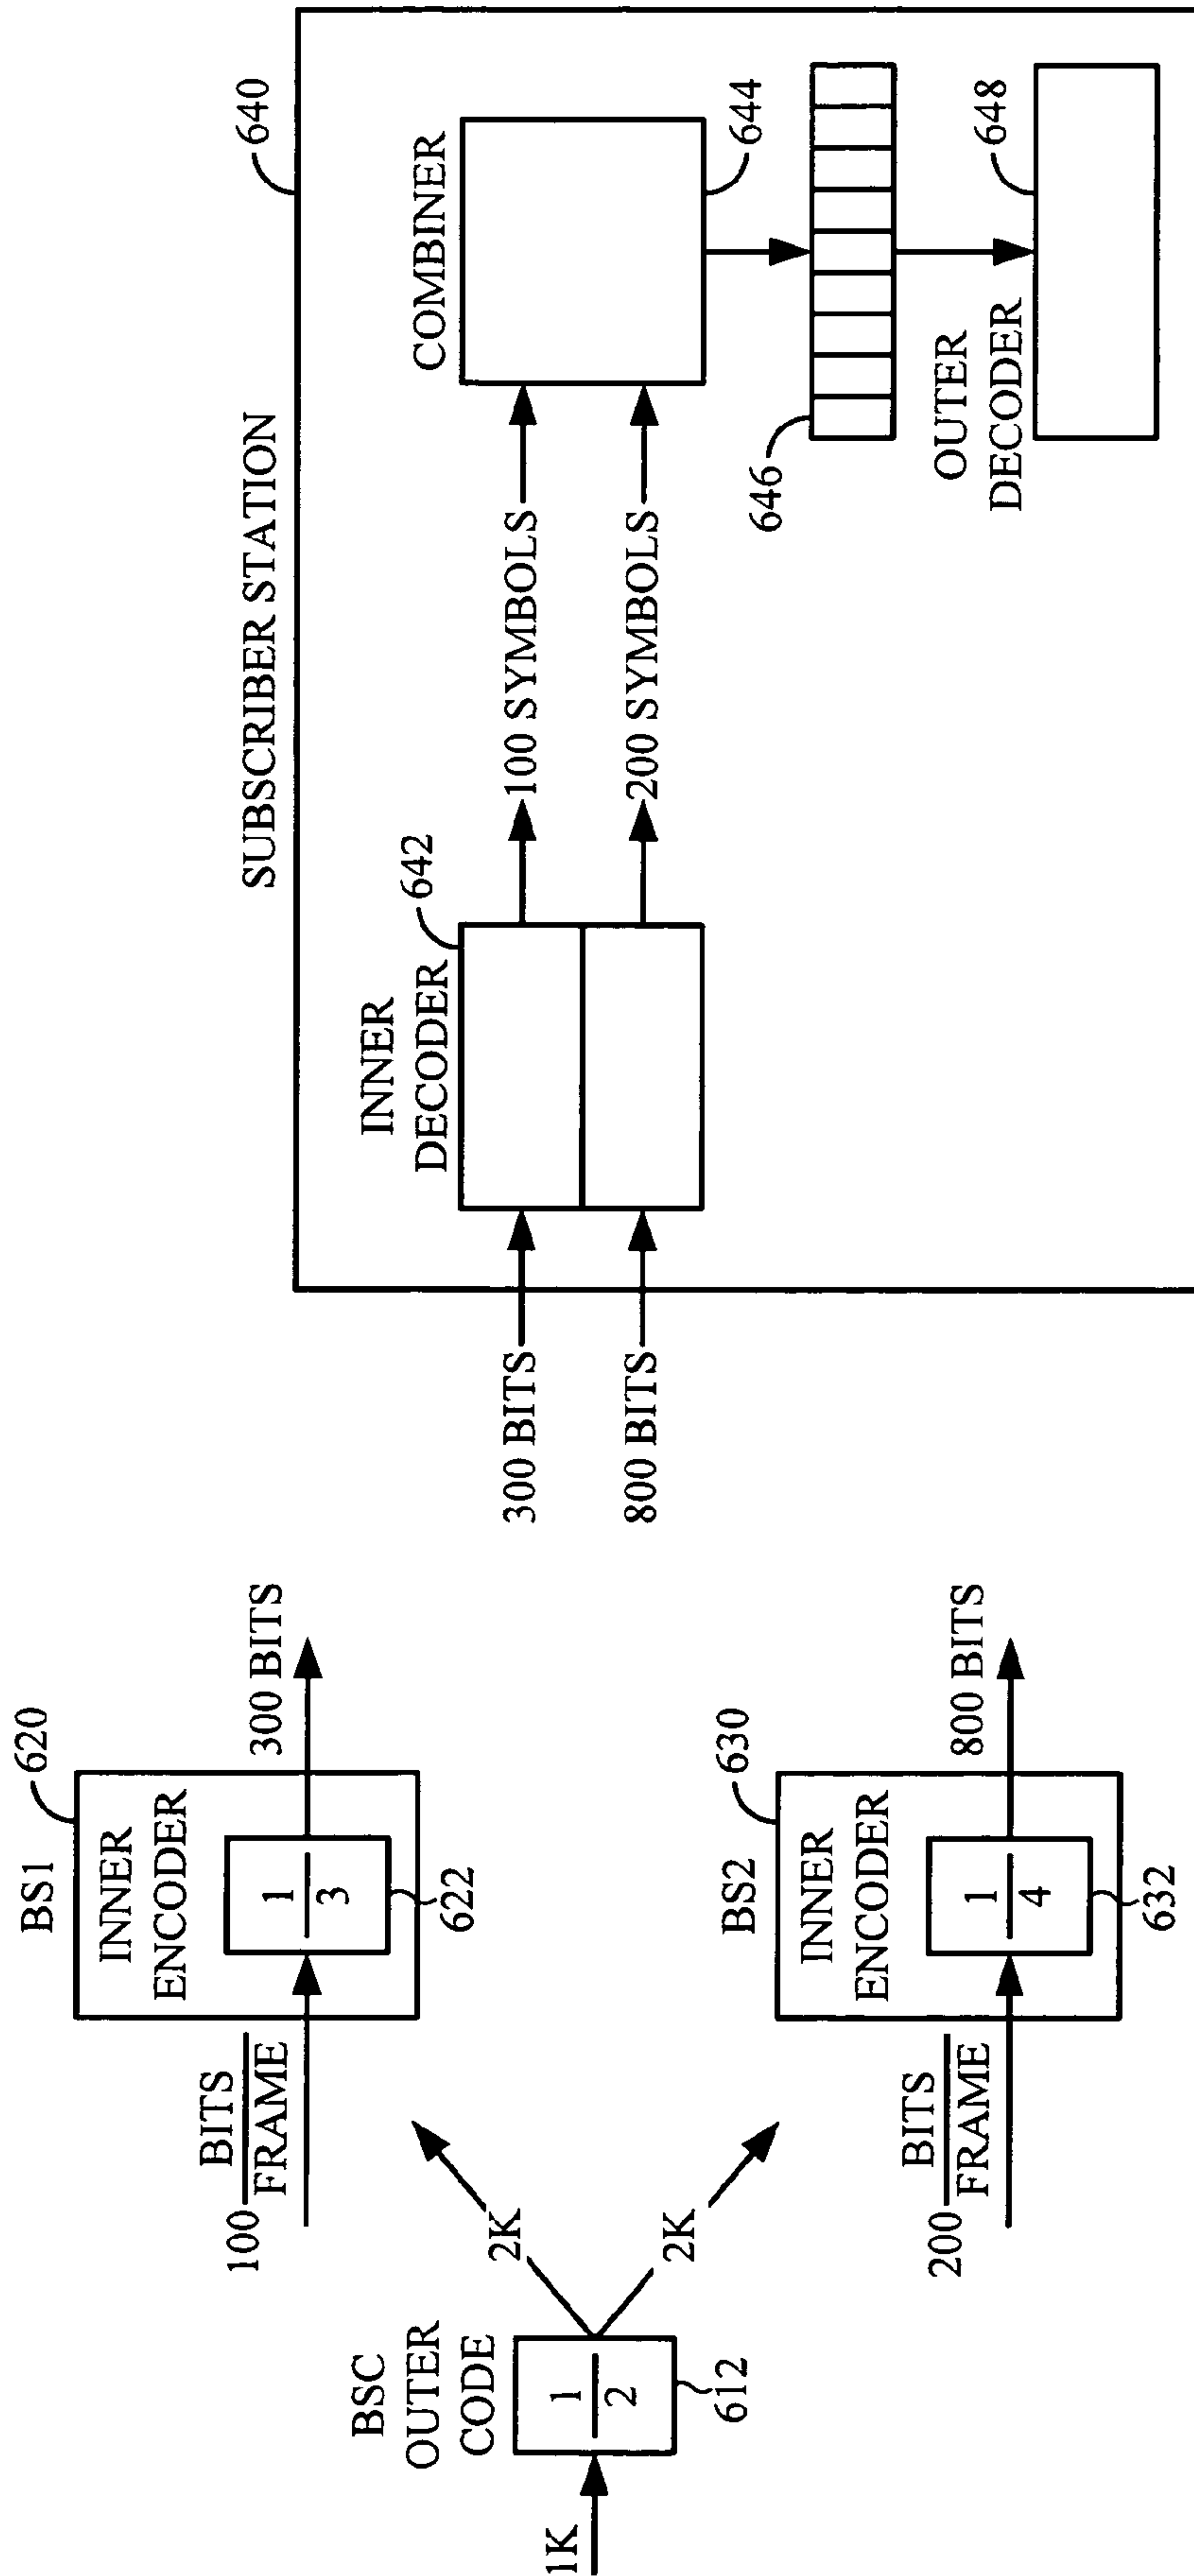 1K
BSC
OUTER
CODE
1
2
612
2K
2K
BS1
620
100 BITS
FRAME
INNER
ENCODER
1
3
622
300 BITS
BS2
630
200 BITS
FRAME
INNER
ENCODER
1
4
632
800 BITS
SUBSCRIBER STATION
640
300 BITS
800 BITS
INNER
DECODER
642
100 SYMBOLS
200 SYMBOLS
COMBINER
644
646
OUTER
DECODER
648